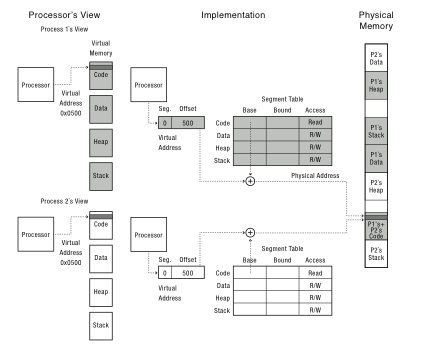 Processor's View
Implementation
Physical
Memory
Process 1's View
Virtual
Memory
Processor
Code
Virtual
Address
0x0500
Data
Heap
Stack
Processor
Seg. Offset
0 500
Virtual
Address
Segment Table
Base Bound Access
Code Read
Data R/W
Heap R/W
Stack R/W
Physical Address
P2's
Data
P1's
Heap
P1's
Stack
P1's
Data
P2's
Heap
P1's+
P2's
Code
P2's
Stack
Process 2's View
Processor
Code
Virtual
Address
0x0500
Data
Heap
Stack
Processor
Seg. Offset
0 500
Virtual
Address
Segment Table
Base Bound Access
Code Read
Data R/W
Heap R/W
Stack R/W